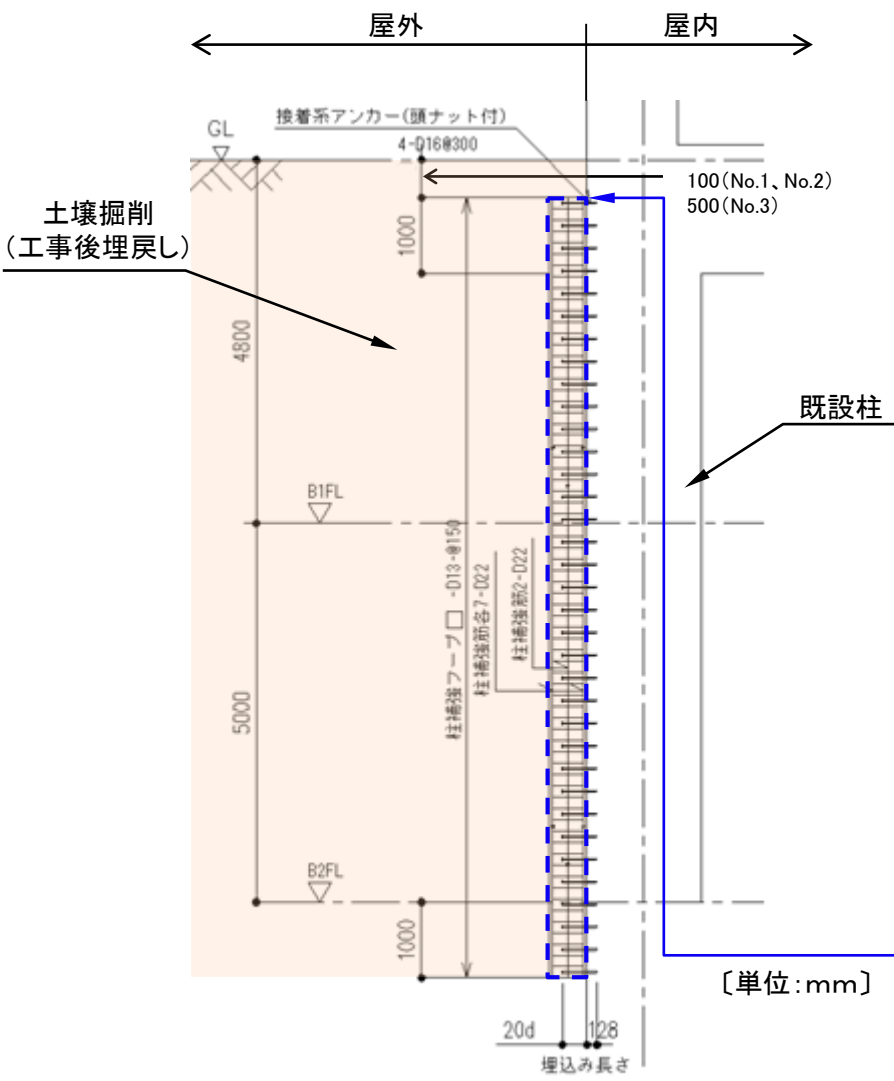 屋外
屋内
接着系アンカー(頭ナット付)
GL
4-D16@300
100(No.1、No.2)
500(No.3)
土壌掘削
(工事後埋戻し)
1000
4800
既設柱
B1FL
柱補強フープ□ -D13-@150
柱補強筋各7-D22
柱補強筋2-D22
5000
B2FL
1000
〔単位:mm〕
20d
128
埋込み長さ